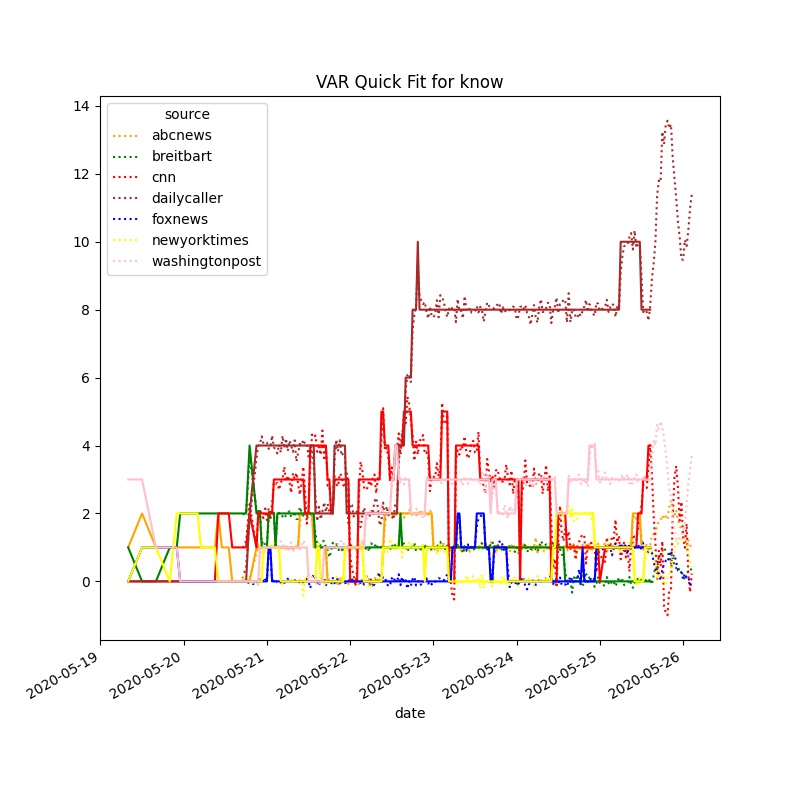 VAR Quick Fit for know
source
abcnews
breitbart
cnn
dailycaller
foxnews
newyorktimes
washingtonpost
14
12
10
8
6
4
2
0
2020-05-19
2020-05-20
2020-05-21
2020-05-22
2020-05-23
2020-05-24
2020-05-25
2020-05-26
date